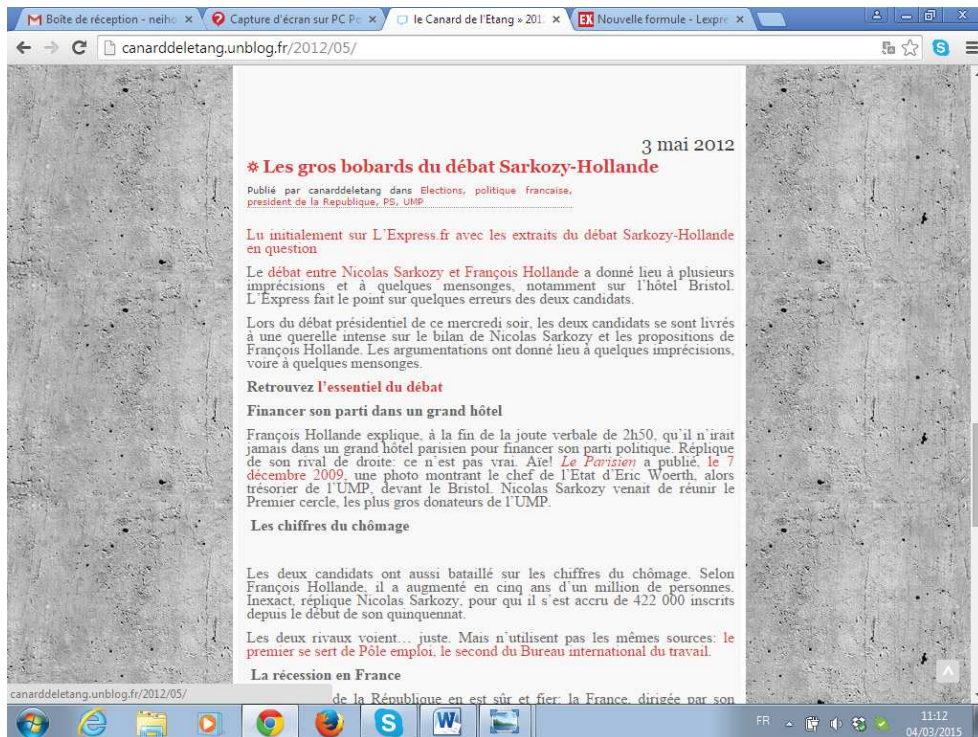 Boîte de réception - neiho
Capture d'écran sur PC Po
le Canard de l'Etang » 201
Nouvelle formule - Lexpre
canarddeletang.unblog.fr/2012/05/
3 mai 2012
Les gros bobards du débat Sarkozy-Hollande
Publié par canarddeletang dans Elections, politique francaise,
president de la Republique, PS, UMP
Lu initialement sur L'Express.fr avec les extraits du débat Sarkozy-Hollande
en question
Le débat entre Nicolas Sarkozy et François Hollande a donné lieu à plusieurs
imprécisions et à quelques mensonges, notamment sur l'hôtel Bristol.
L'Express fait le point sur quelques erreurs des deux candidats.
Lors du débat présidentiel de ce mercredi soir, les deux candidats se sont livrés
à une querelle intense sur le bilan de Nicolas Sarkozy et les propositions de
François Hollande. Les argumentations ont donné lieu à quelques imprécisions,
voire à quelques mensonges.
Retrouvez l'essentiel du débat
Financer son parti dans un grand hôtel
François Hollande explique, à la fin de la joute verbale de 2h50, qu'il n'irait
jamais dans un grand hôtel parisien pour financer son parti politique. Réplique
de son rival de droite: ce n'est pas vrai. Aïe! Le Parisien a publié, le 7
décembre 2009, une photo montrant le chef de l'Etat d'Eric Woerth, alors
trésorier de l'UMP, devant le Bristol. Nicolas Sarkozy venait de réunir le
Premier cercle, les plus gros donateurs de l'UMP.
Les chiffres du chômage
Les deux candidats ont aussi bataillé sur les chiffres du chômage. Selon
François Hollande, il a augmenté en cinq ans d'un million de personnes.
Inexact, réplique Nicolas Sarkozy, pour qui il s'est accru de 422 000 inscrits
depuis le début de son quinquennat.
Les deux rivaux voient… juste. Mais n'utilisent pas les mêmes sources: le
premier se sert de Pôle emploi, le second du Bureau international du travail.
La récession en France
de la République en est sûr et fier: la France, dirigée par son
canarddeletang.unblog.fr/2012/05/
FR
11:12
04/03/2015